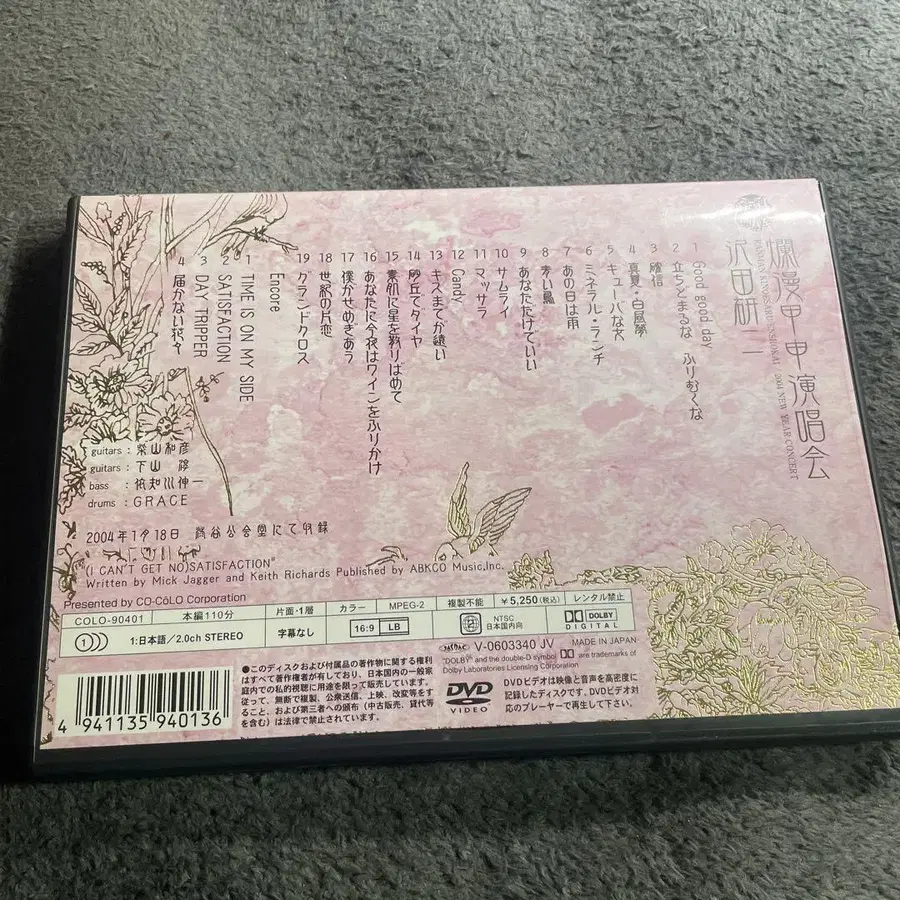 爛漫甲申演唱会
2004 NEW YEAR CONCERT
沢田研二
1 Good good day
2 立ちどまるな ふりむくな
3 確信
4 真夏・白昼夢
5 キューバな女
6 ミネラル・ランチ
7 あの日は雨
8 青い鳥
9 あなただけでいい
10 サムライ
11 マッサラ
12 Candy
13 キスまでが遠い
14 砂丘でダイヤ
15 素肌に星を散りばめて
16 あなたに今夜はワインをふりかけ
17 僕がせめぎあう
18 世紀の片恋
19 グランドクロス
Encore
1 TIME IS ON MY SIDE
2 SATISFACTION
3 DAY TRIPPER
4 届かない花々
guitars : 柴山和彦
guitars : 下山 淳
bass : 依知川伸一
drums : GRACE
2004年1月18日 渋谷公会堂にて収録
"(I CAN'T GET NO)SATISFACTION"
Written by Mick Jagger and Keith Richards Published by ABKCO Music,Inc.
Presented by CO-CóLO Corporation
COLO-90401 本編110分 片面・1層 カラー MPEG-2 複製不能 ¥5,250(税込) レンタル禁止
1) 1:日本語/2.0ch STEREO 字幕なし 16:9 LB 2 NTSC 日本国内向 DOLBY DIGITAL
V-0603340 JV MADE IN JAPAN
"DOLBY" and the double-D symbol are trademarks of
Dolby Laboratories Licensing Corporation
●このディスクおよび付属品の著作物に関する権利
はすべて著作権者が有しており、日本国内の一般家
庭内での私的視聴に用途を限って販売しています。
従って、無断で複製、公衆送信、上映、改変等をす
ること、および第三者への頒布（中古販売、貸代等
を含む）は法律で禁止されています。
DVD VIDEO
DVDビデオは映像と音声を高密度に
記録したディスクです。DVDビデオ対
応のプレーヤーで再生して下さい。
4 941135 940136